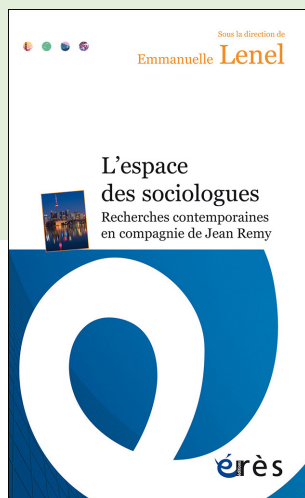 Sous la direction de
Emmanuelle Lenel
L'espace
des sociologues
Recherches contemporaines
en compagnie de Jean Remy
érès